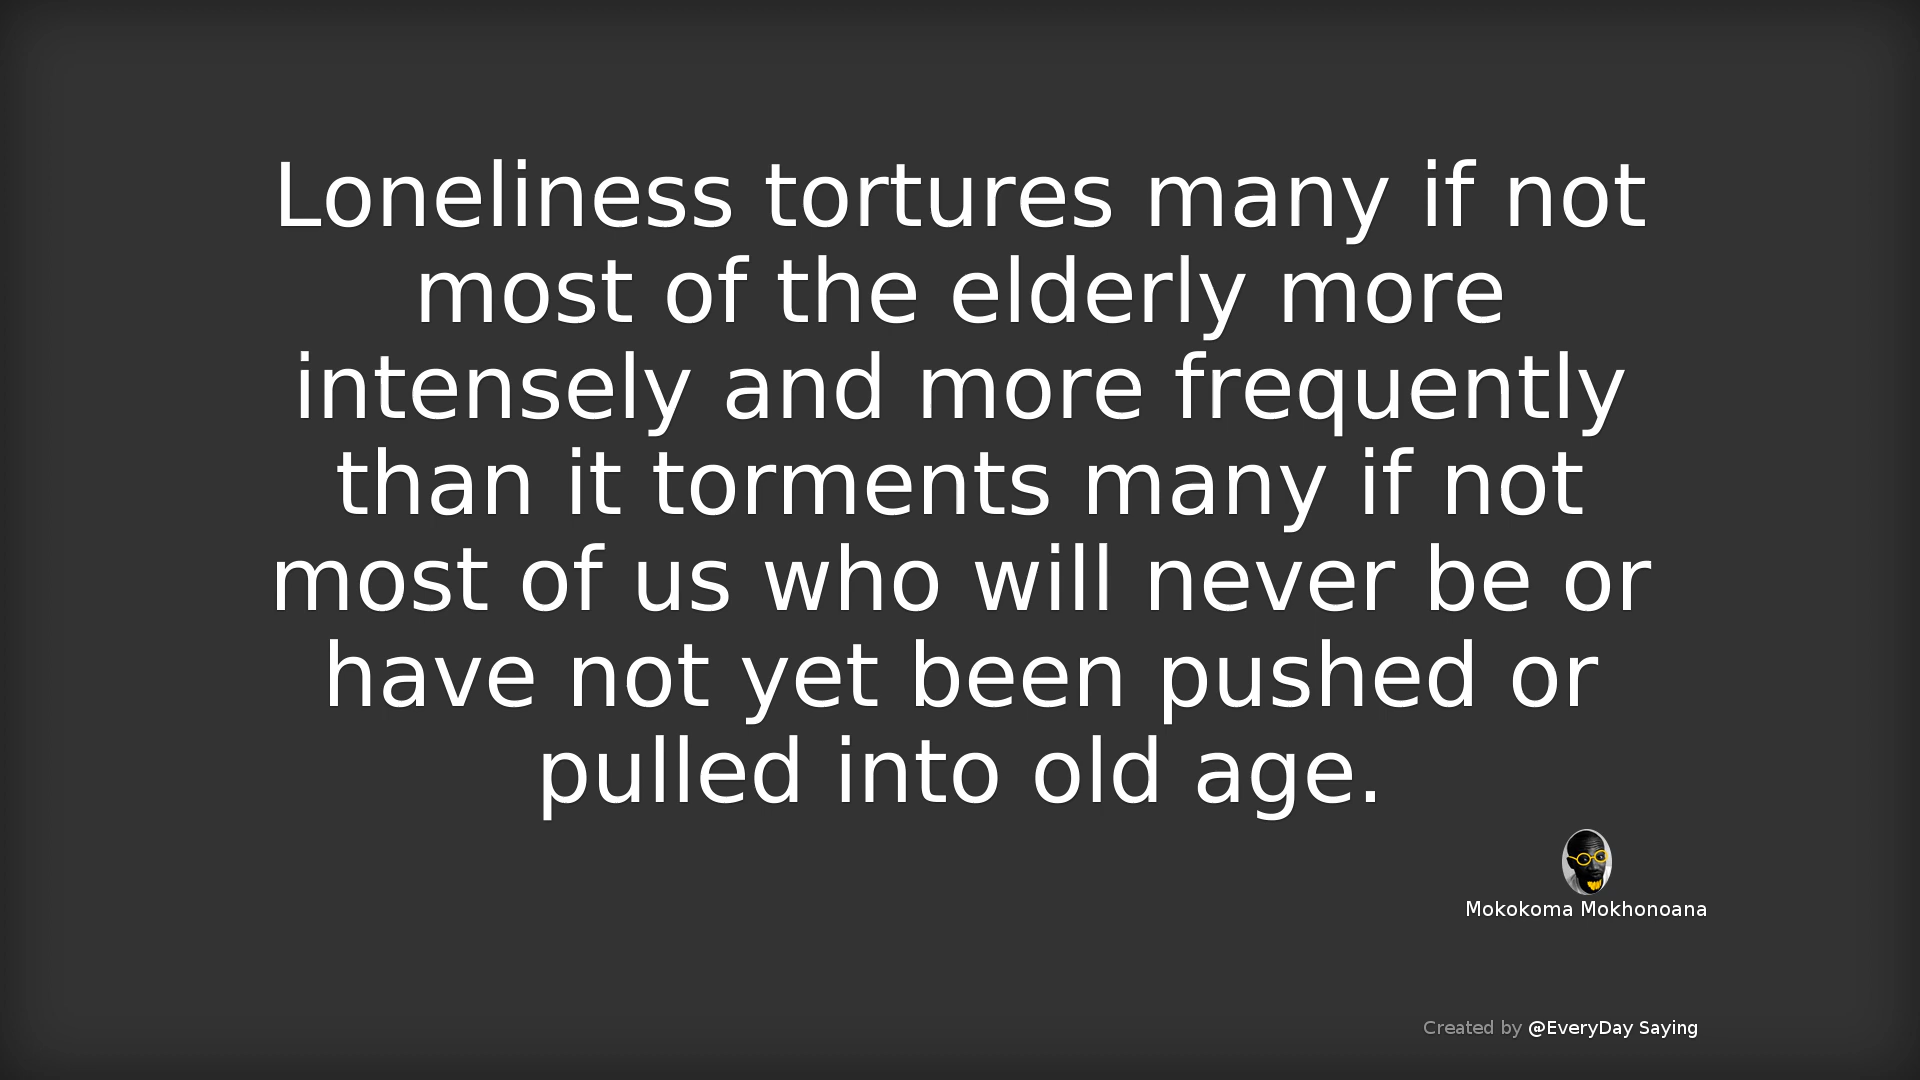 Loneliness tortures many if not
most of the elderly more
intensely and more frequently
than it torments many if not
most of us who will never be or
have not yet been pushed or
pulled into old age.
Mokokoma Mokhonoana
Created by @EveryDay Saying